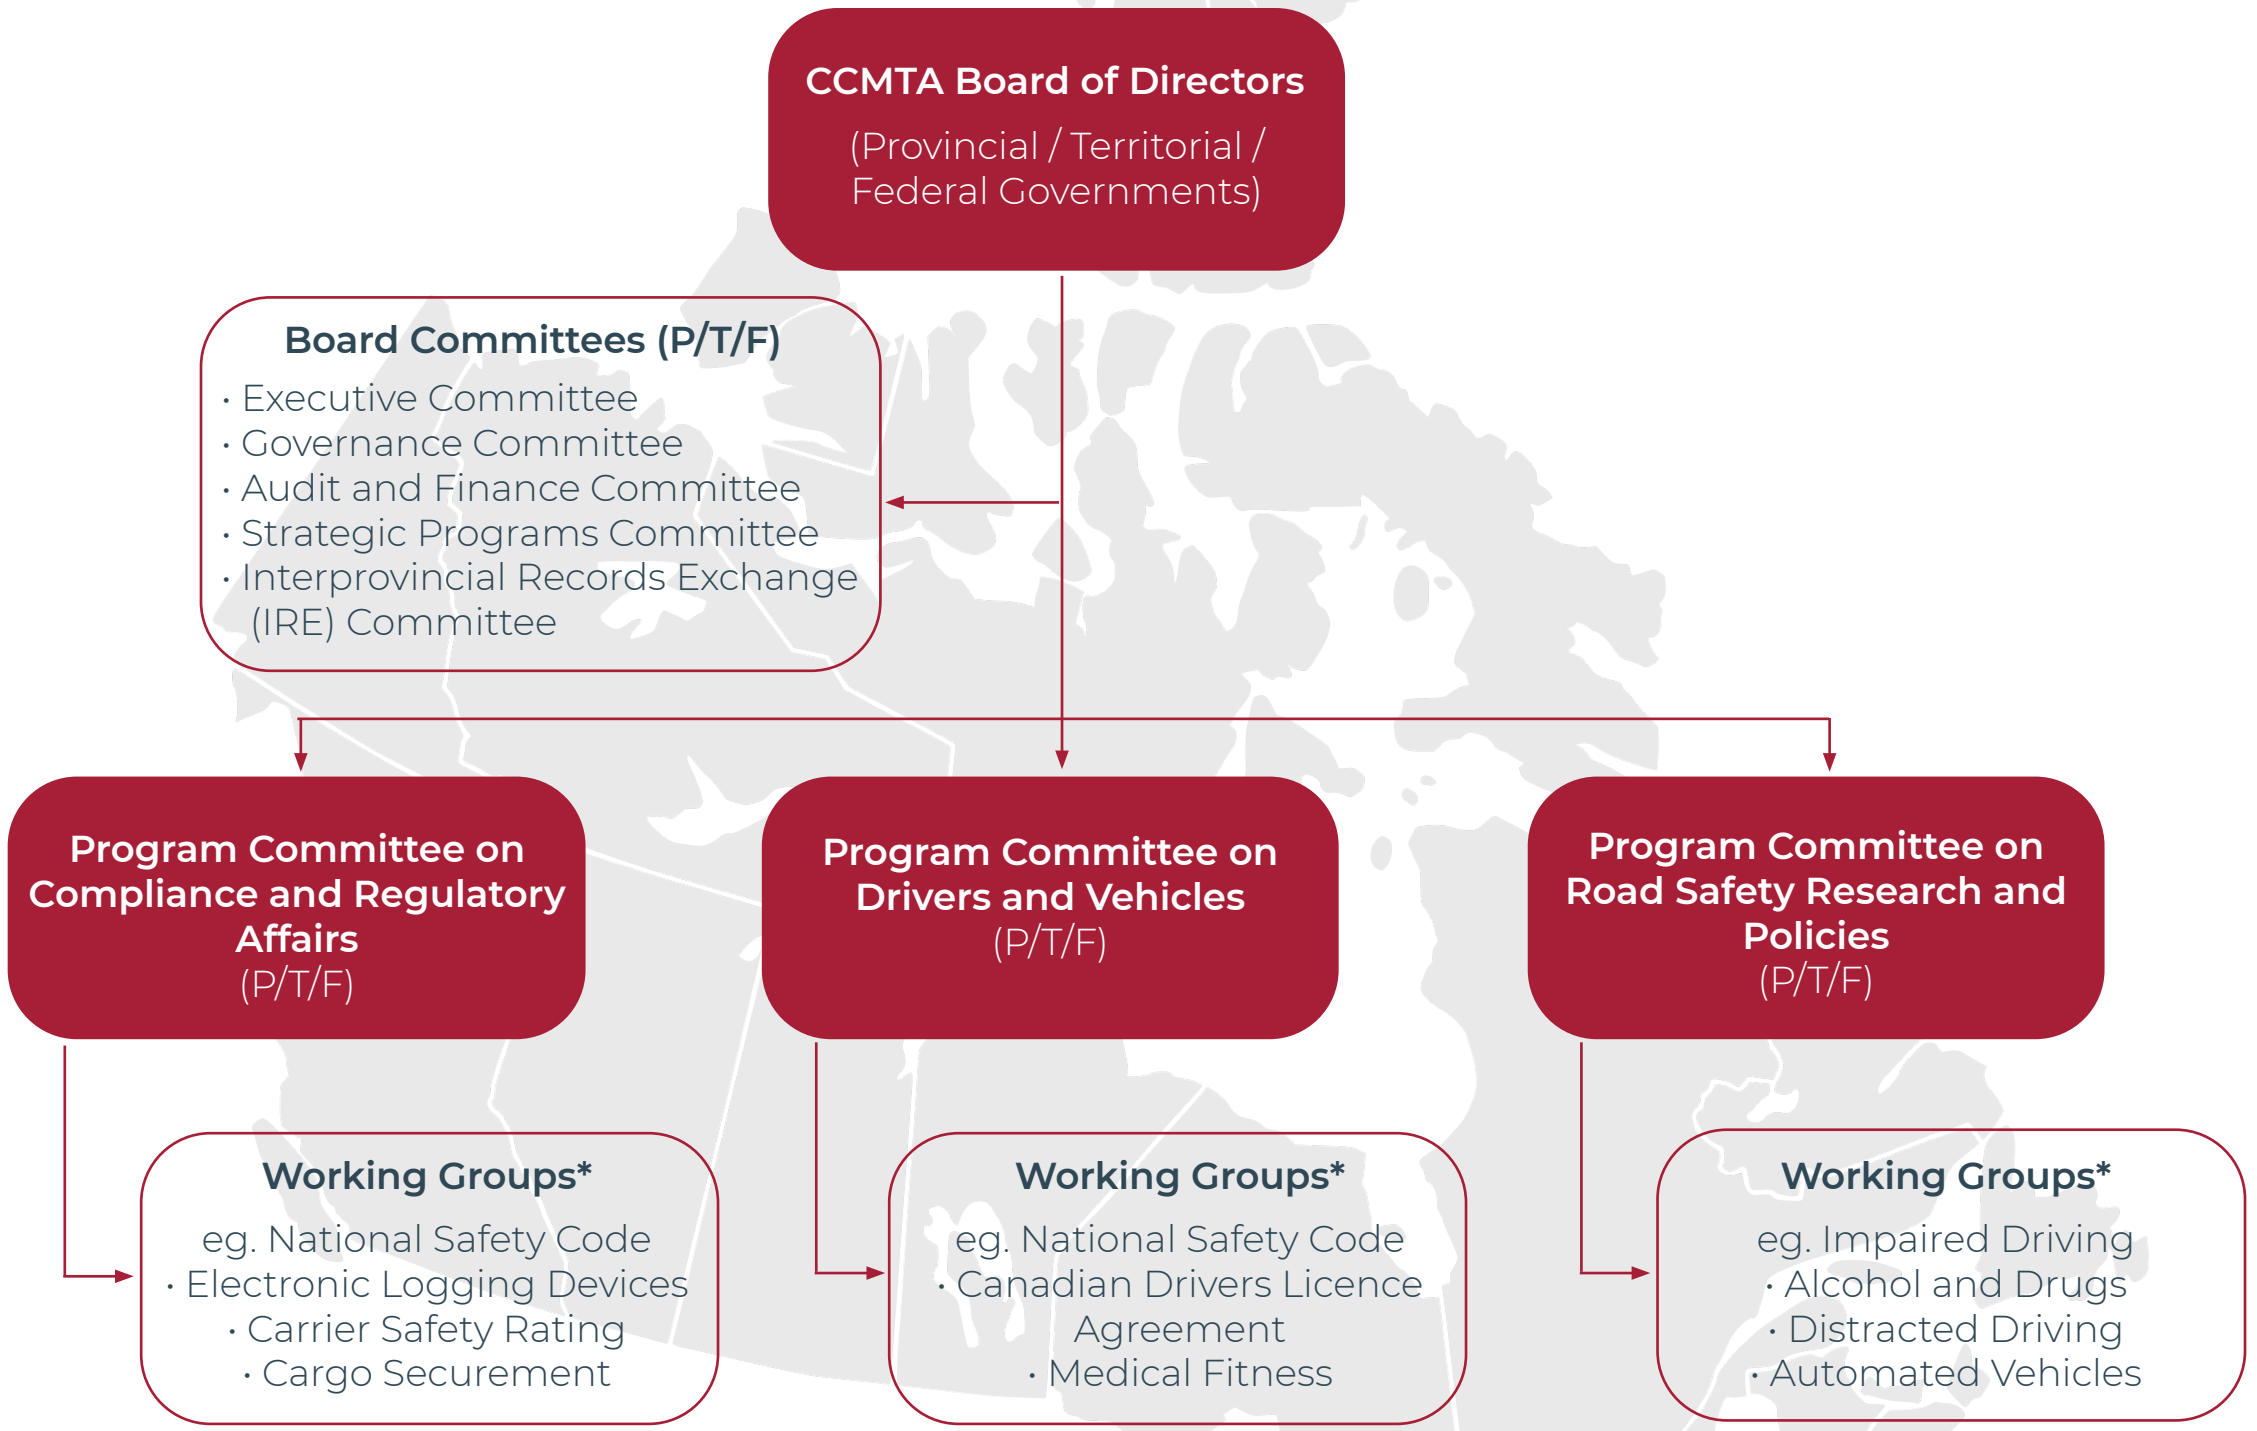 CCMTA Board of Directors
(Provincial / Territorial /
Federal Governments)
Board Committees (P/T/F)
• Executive Committee
• Governance Committee
• Audit and Finance Committee
• Strategic Programs Committee
• Interprovincial Records Exchange
(IRE) Committee
Program Committee on
Compliance and Regulatory
Affairs
(P/T/F)
Program Committee on
Drivers and Vehicles
(P/T/F)
Program Committee on
Road Safety Research and
Policies
(P/T/F)
Working Groups*
eg. National Safety Code
• Electronic Logging Devices
• Carrier Safety Rating
• Cargo Securement
Working Groups*
eg. National Safety Code
• Canadian Drivers Licence
Agreement
• Medical Fitness
Working Groups*
eg. Impaired Driving
• Alcohol and Drugs
• Distracted Driving
• Automated Vehicles